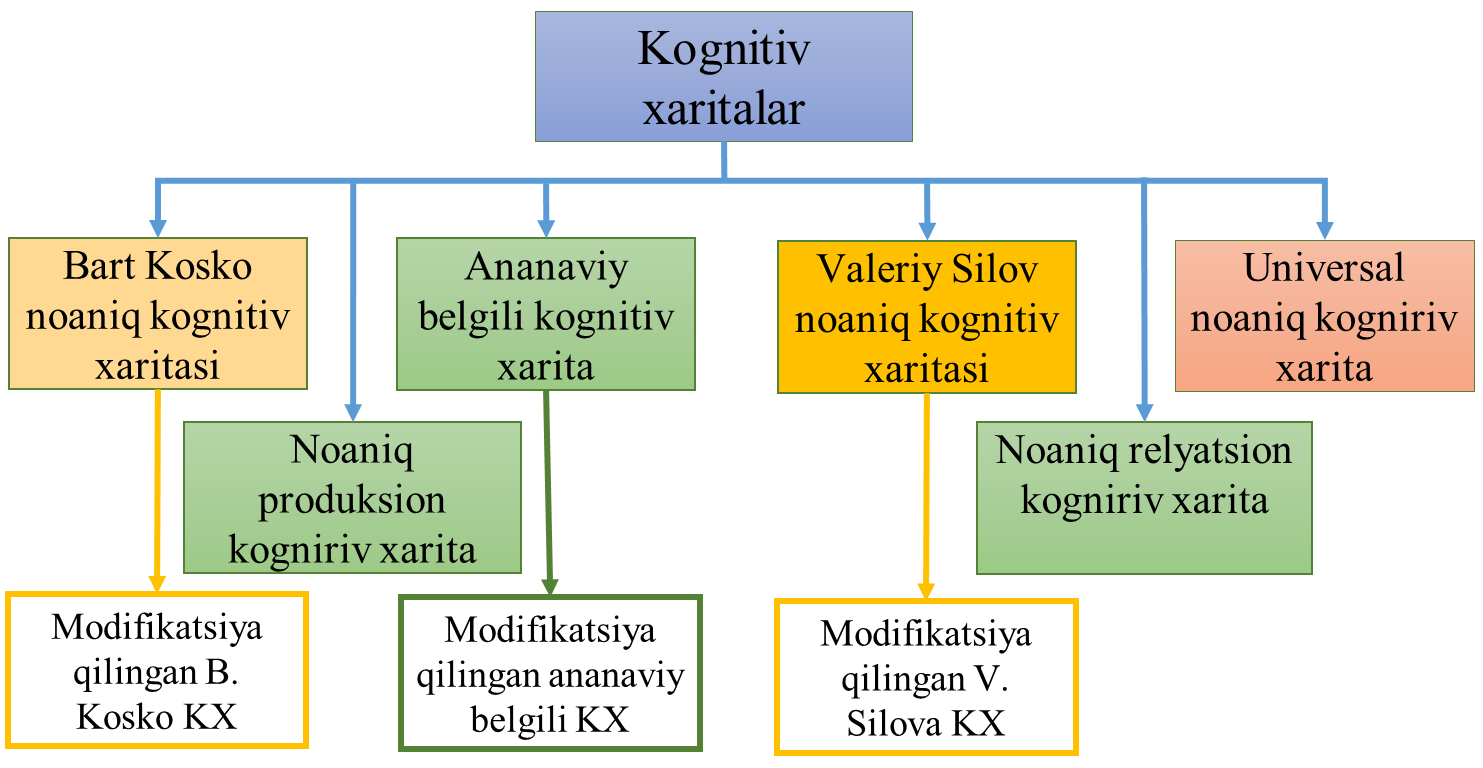 Kognitiv
xaritalar
Bart Kosko
noaniq kognitiv
xaritasi
Ananaviy
belgili kognitiv
xarita
Valeriy Silov
noaniq kognitiv
xaritasi
Universal
noaniq kogniriv
xarita
Noaniq
produksion
kogniriv xarita
Noaniq relyatsion
kogniriv xarita
Modifikatsiya
qilingan B.
Kosko KX
Modifikatsiya
qilingan ananaviy
belgili KX
Modifikatsiya
qilingan V.
Silova KX